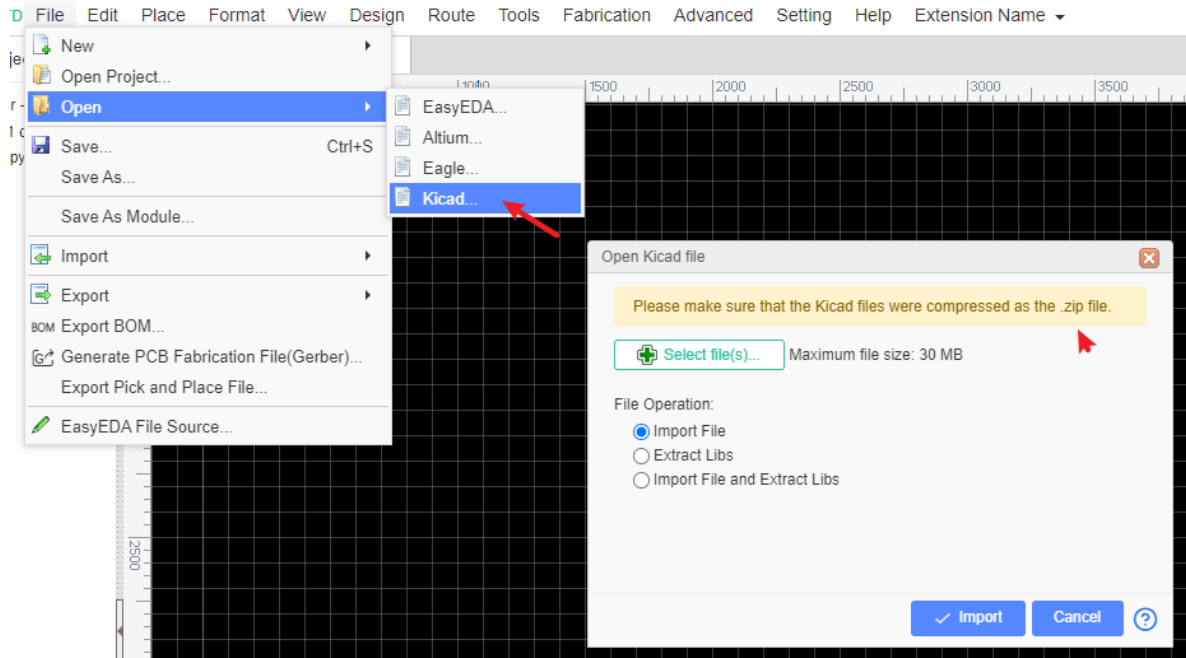 File Edit Place Format View Design Route Tools Fabrication Advanced Setting Help Extension Name
New
Open Project...
Open
Save... Ctrl+S
Save As...
Save As Module...
Import
Export
BOM Export BOM...
Generate PCB Fabrication File(Gerber)...
Export Pick and Place File...
EasyEDA File Source...
EasyEDA...
Altium...
Eagle...
Kicad...
1500 2000 2500 3000 3500
2500
Open Kicad file
Please make sure that the Kicad files were compressed as the .zip file.
Select file(s)... Maximum file size: 30 MB
File Operation:
Import File
Extract Libs
Import File and Extract Libs
Import Cancel ?